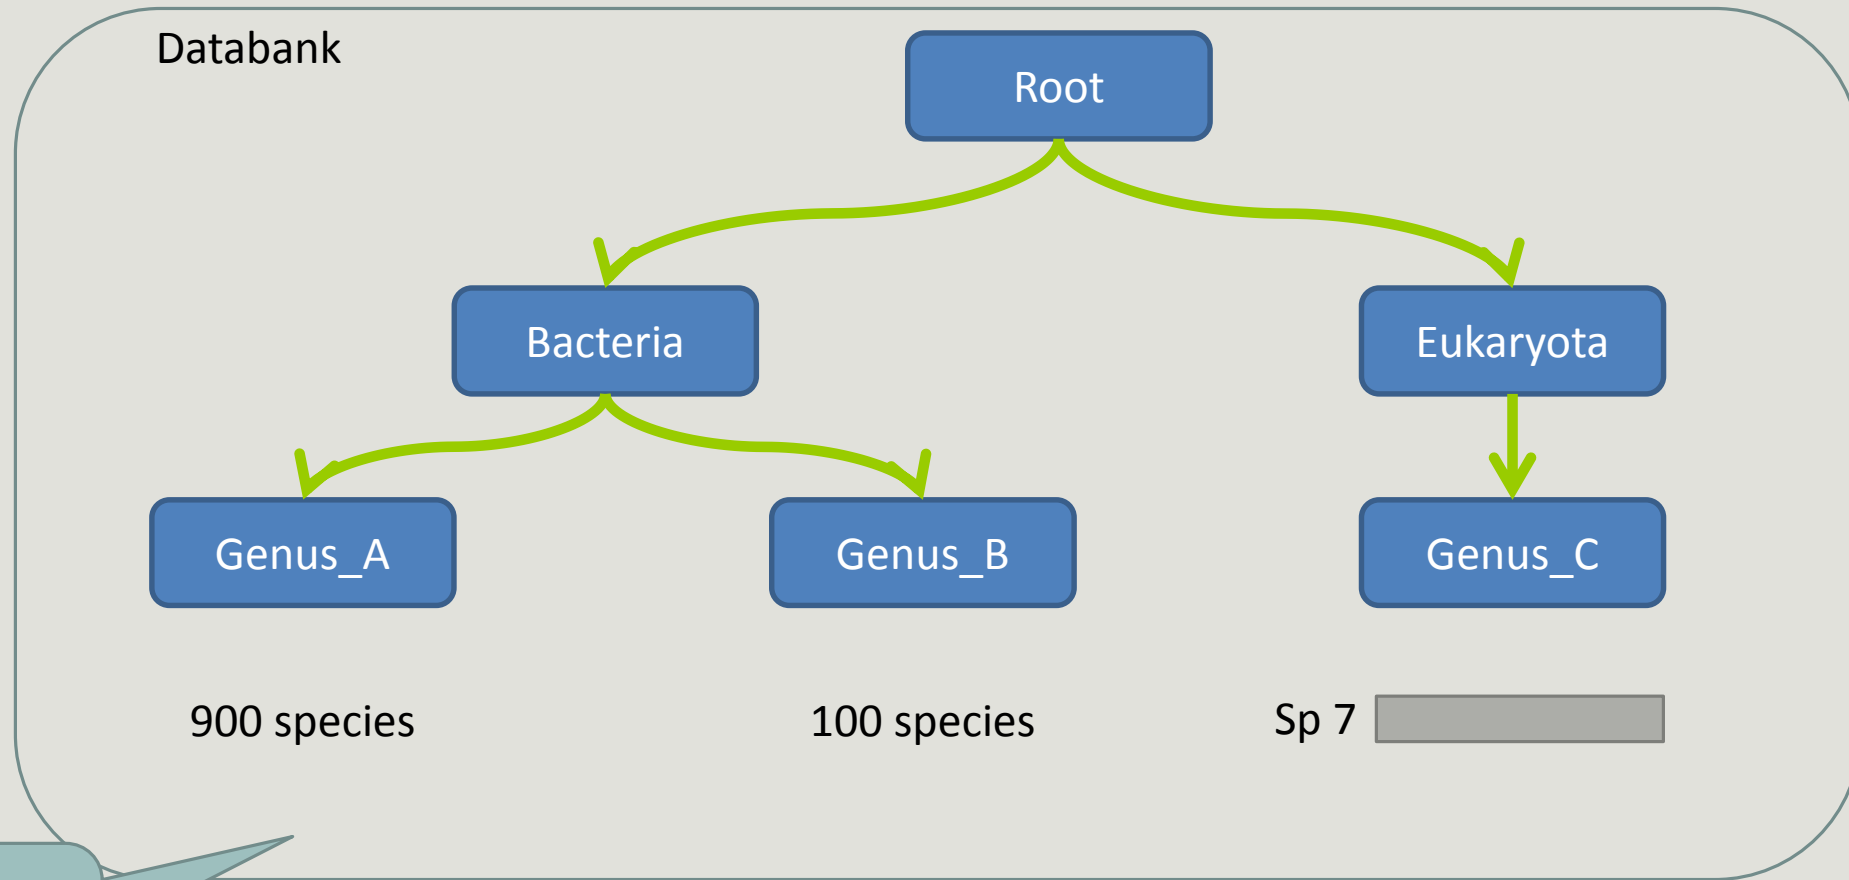 Databank
Root
Bacteria
Eukaryota
Genus_A
Genus_B
Genus_C
900 species
100 species
Sp 7